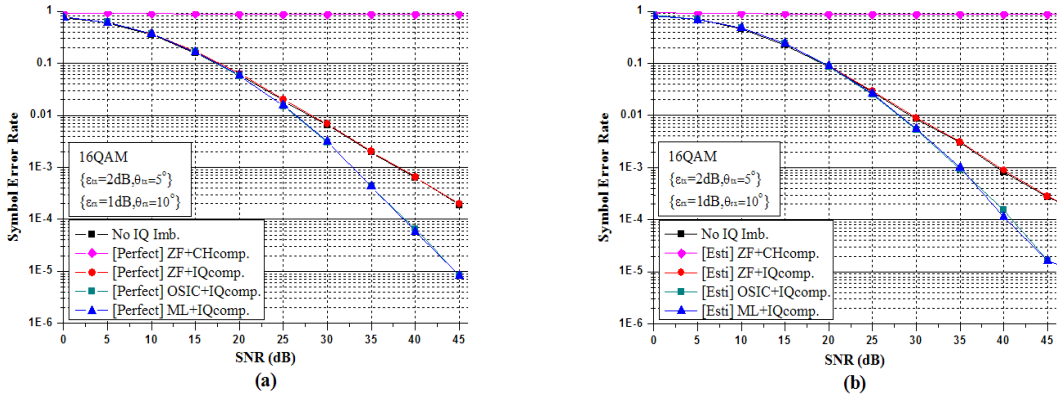 Symbol Error Rate
0.1
0.01
1E-3
1E-4
1E-5
1E-6
16QAM
{εtx=2dB,θtx=5°}
{εrx=1dB,θrx=10°}
No IQ Imb.
[Perfect] ZF+CHcomp.
[Perfect] ZF+IQcomp.
[Perfect] OSIC+IQcomp.
[Perfect] ML+IQcomp.
0 5 10 15 20 25 30 35 40 45
SNR (dB)
(a)
Symbol Error Rate
0.1
0.01
1E-3
1E-4
1E-5
1E-6
16QAM
{εtx=2dB,θtx=5°}
{εrx=1dB,θrx=10°}
No IQ Imb.
[Esti] ZF+CHcomp.
[Esti] ZF+IQcomp.
[Esti] OSIC+IQcomp.
[Esti] ML+IQcomp.
0 5 10 15 20 25 30 35 40 45
SNR (dB)
(b)